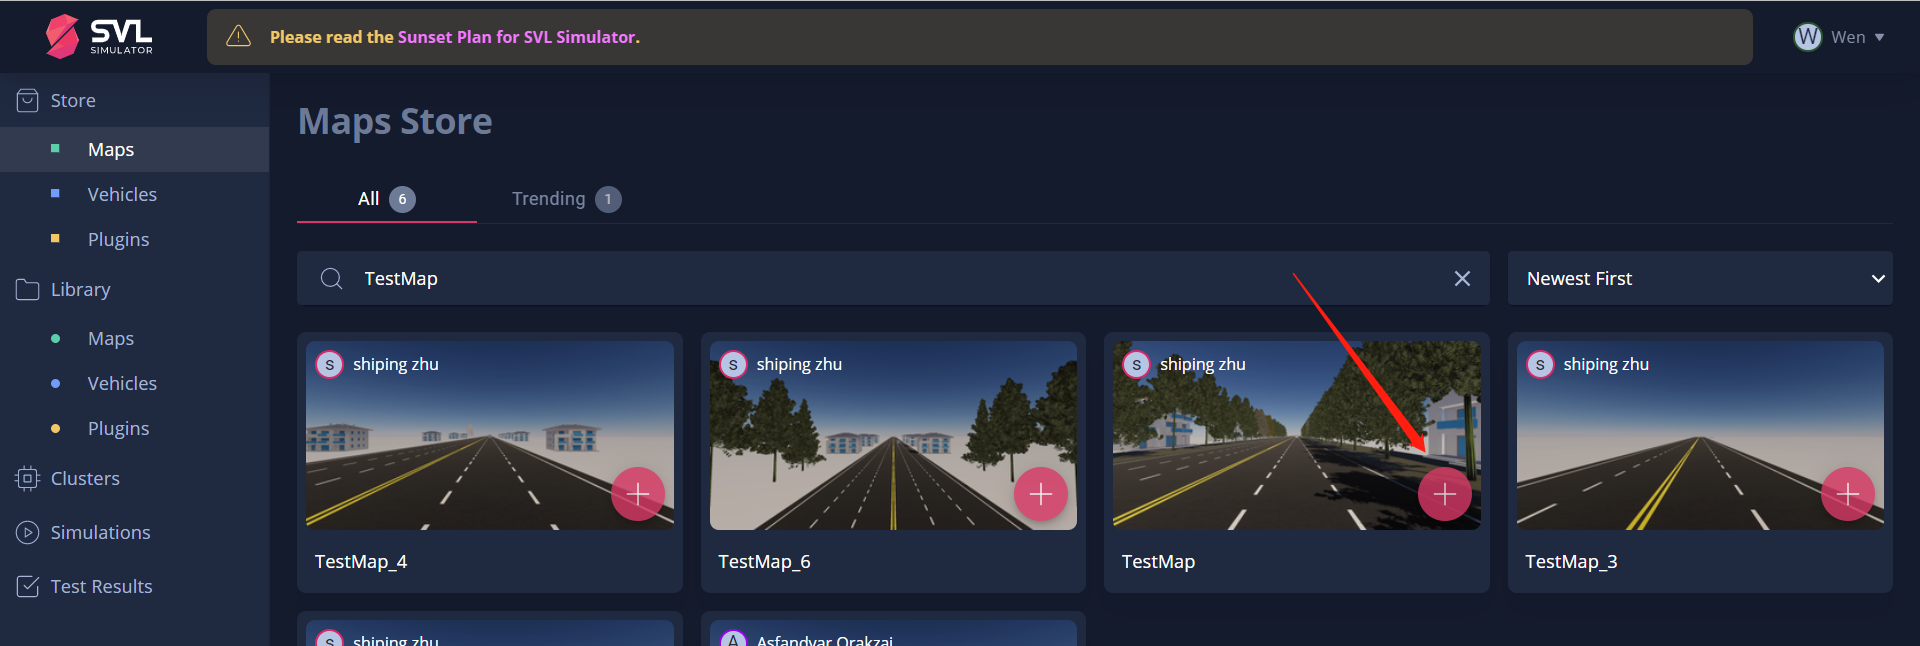 SVL
SIMULATOR
Please read the Sunset Plan for SVL Simulator.
W Wen
Store
Maps
Vehicles
Plugins
Library
Maps
Vehicles
Plugins
Clusters
Simulations
Test Results
Maps Store
All 6
Trending 1
TestMap
Newest First
S shiping zhu
TestMap_4
S shiping zhu
TestMap_6
S shiping zhu
TestMap
S shiping zhu
TestMap_3
S shiping zhu
A Asfandyar Orakzai